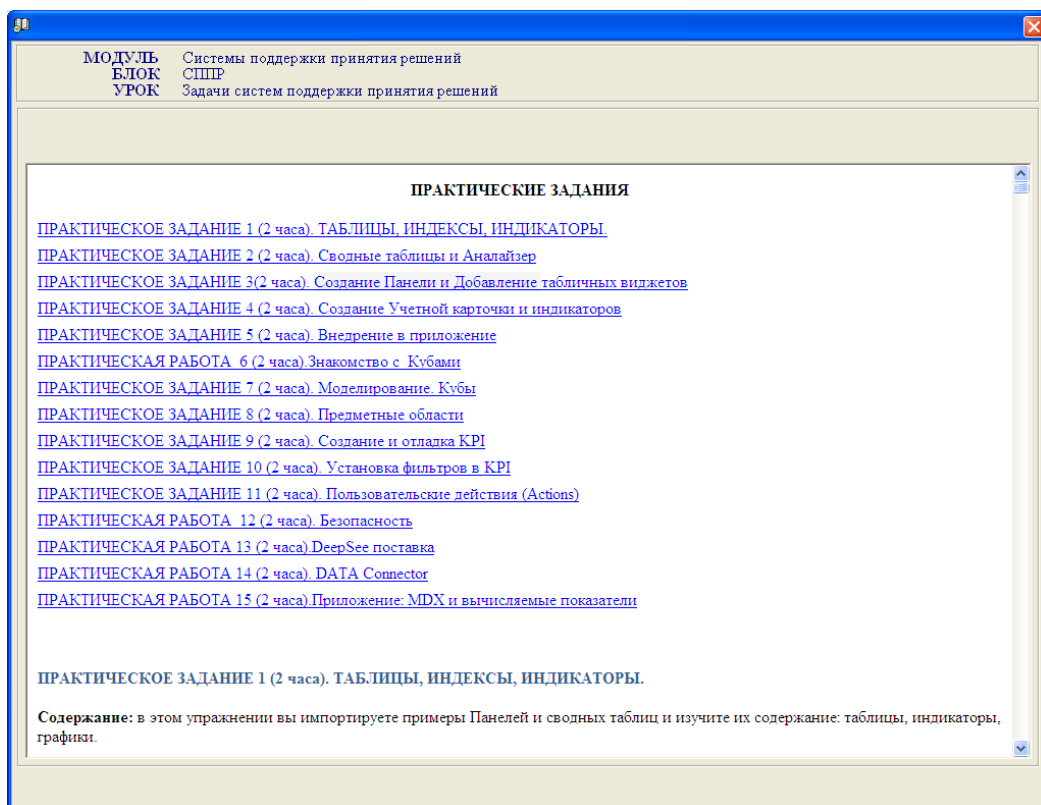 МОДУЛЬ Системы поддержки принятия решений
БЛОК СППР
УРОК Задачи систем поддержки принятия решений
ПРАКТИЧЕСКИЕ ЗАДАНИЯ
ПРАКТИЧЕСКОЕ ЗАДАНИЕ 1 (2 часа). ТАБЛИЦЫ, ИНДЕКСЫ, ИНДИКАТОРЫ.
ПРАКТИЧЕСКОЕ ЗАДАНИЕ 2 (2 часа). Сводные таблицы и Аналайзер
ПРАКТИЧЕСКОЕ ЗАДАНИЕ 3(2 часа). Создание Панели и Добавление табличных виджетов
ПРАКТИЧЕСКОЕ ЗАДАНИЕ 4 (2 часа). Создание Учетной карточки и индикаторов
ПРАКТИЧЕСКОЕ ЗАДАНИЕ 5 (2 часа). Внедрение в приложение
ПРАКТИЧЕСКАЯ РАБОТА 6 (2 часа).Знакомство с Кубами
ПРАКТИЧЕСКОЕ ЗАДАНИЕ 7 (2 часа). Моделирование. Кубы
ПРАКТИЧЕСКОЕ ЗАДАНИЕ 8 (2 часа). Предметные области
ПРАКТИЧЕСКОЕ ЗАДАНИЕ 9 (2 часа). Создание и отладка KPI
ПРАКТИЧЕСКОЕ ЗАДАНИЕ 10 (2 часа). Установка фильтров в KPI
ПРАКТИЧЕСКОЕ ЗАДАНИЕ 11 (2 часа). Пользовательские действия (Actions)
ПРАКТИЧЕСКАЯ РАБОТА 12 (2 часа). Безопасность
ПРАКТИЧЕСКАЯ РАБОТА 13 (2 часа).DeepSee поставка
ПРАКТИЧЕСКАЯ РАБОТА 14 (2 часа). DATA Connector
ПРАКТИЧЕСКАЯ РАБОТА 15 (2 часа).Приложение: MDX и вычисляемые показатели
ПРАКТИЧЕСКОЕ ЗАДАНИЕ 1 (2 часа). ТАБЛИЦЫ, ИНДЕКСЫ, ИНДИКАТОРЫ.
Содержание: в этом упражнении вы импортируете примеры Панелей и сводных таблиц и изучите их содержание: таблицы, индикаторы,
графики.